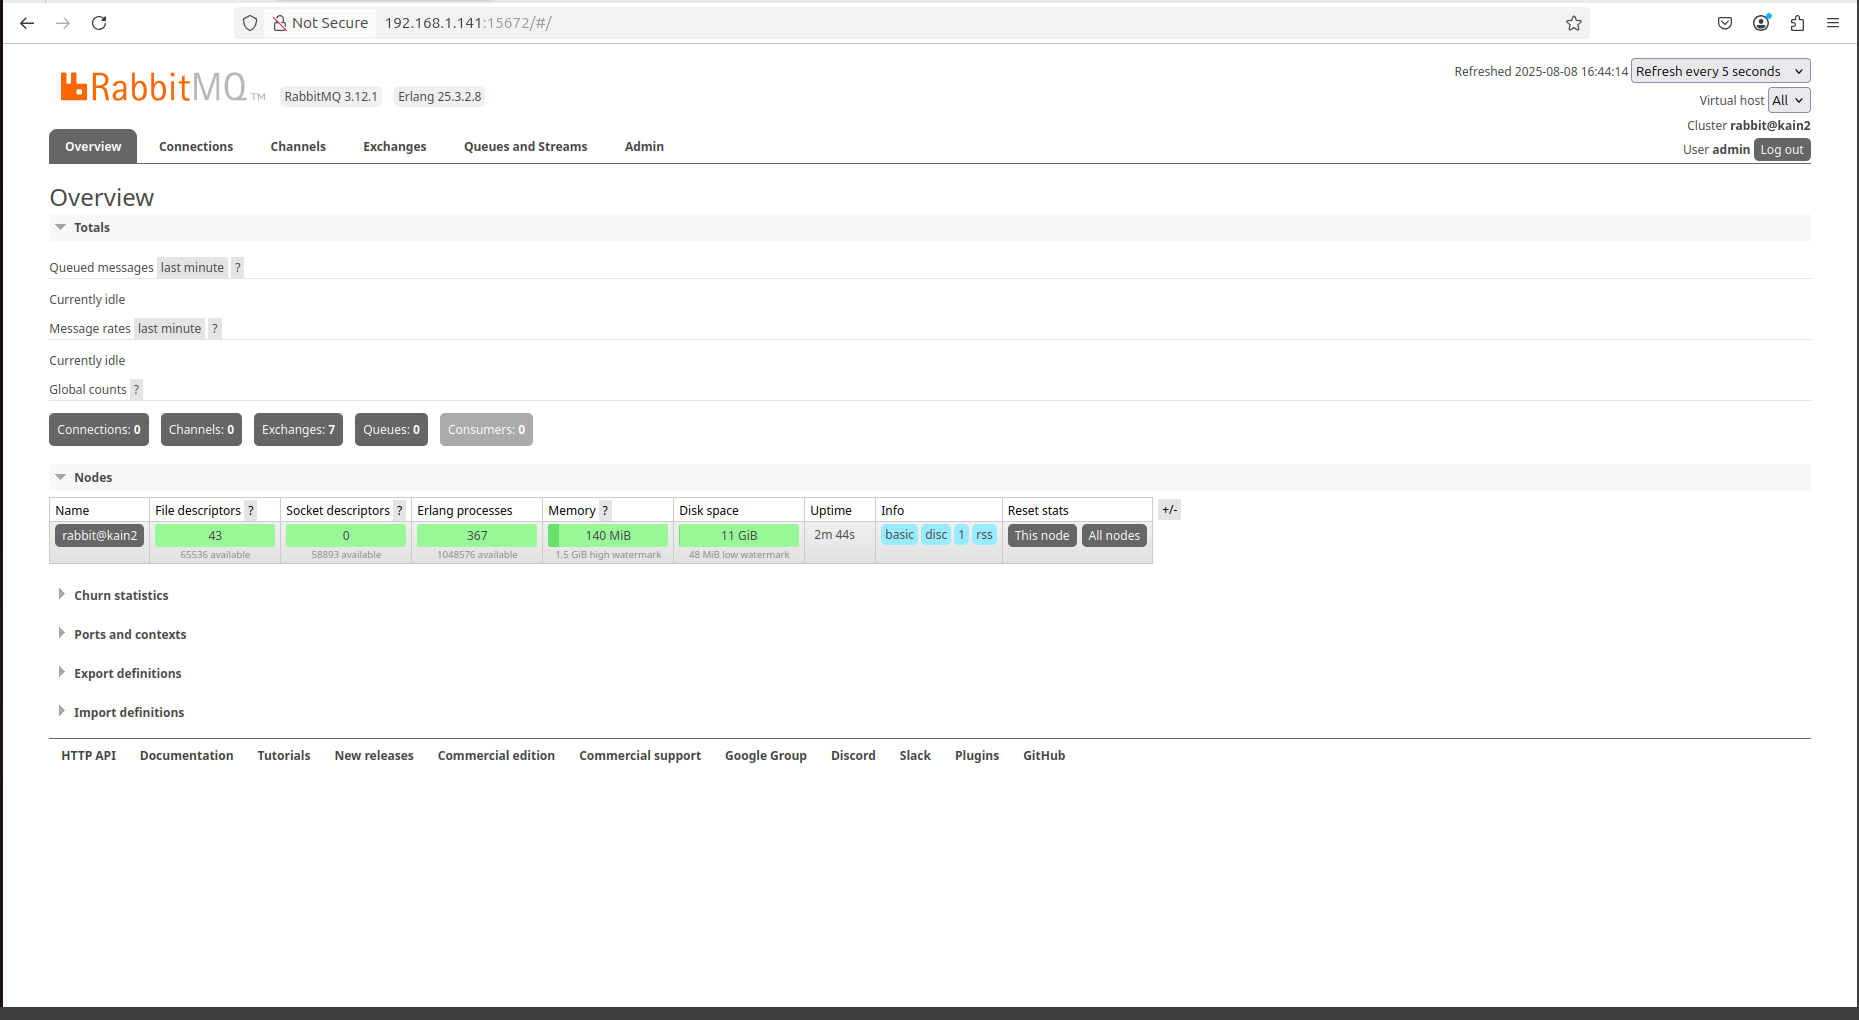 Not Secure 192.168.1.141:15672/#/
RabbitMQ TM RabbitMQ 3.12.1 Erlang 25.3.2.8
Refreshed 2025-08-08 16:44:14 Refresh every 5 seconds
Virtual host All
Cluster rabbit@kain2
User admin Log out
Overview Connections Channels Exchanges Queues and Streams Admin
Overview
Totals
Queued messages last minute ?
Currently idle
Message rates last minute ?
Currently idle
Global counts ?
Connections: 0 Channels: 0 Exchanges: 7 Queues: 0 Consumers: 0
Nodes
Name File descriptors ? Socket descriptors ? Erlang processes Memory ? Disk space Uptime Info Reset stats +/-
rabbit@kain2 43 0 367 140 MiB 11 GiB 2m 44s basic disc 1 rss This node All nodes
65536 available 58893 available 1048576 available 1.5 GiB high watermark 48 MiB low watermark
Churn statistics
Ports and contexts
Export definitions
Import definitions
HTTP API Documentation Tutorials New releases Commercial edition Commercial support Google Group Discord Slack Plugins GitHub